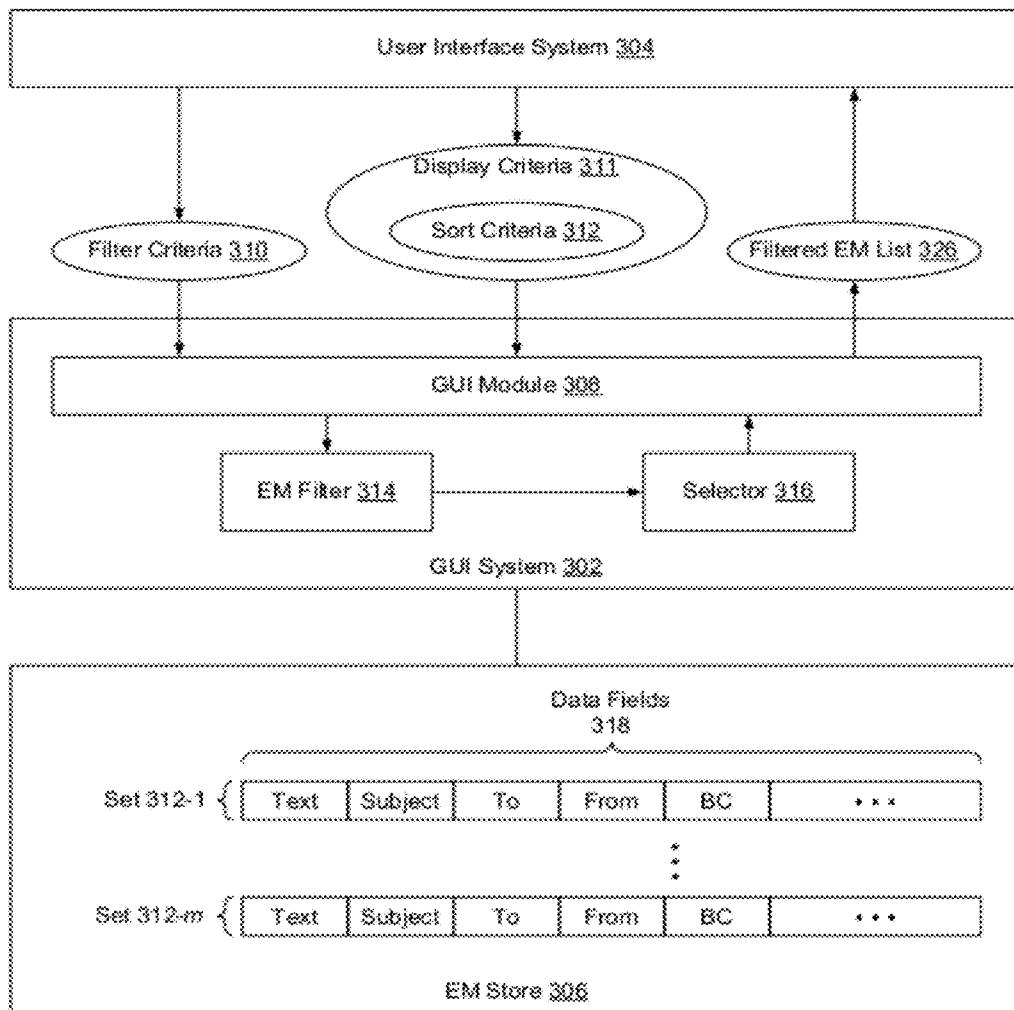 User Interface System 304
Display Criteria 311
Sort Criteria 312
Filter Criteria 310
Filtered EM List 326
GUI Module 308
EM Filter 314
Selector 316
GUI System 302
Data Fields
318
Set 312-1
Text Subject To From BC
Set 312-m
Text Subject To From BC
EM Store 306